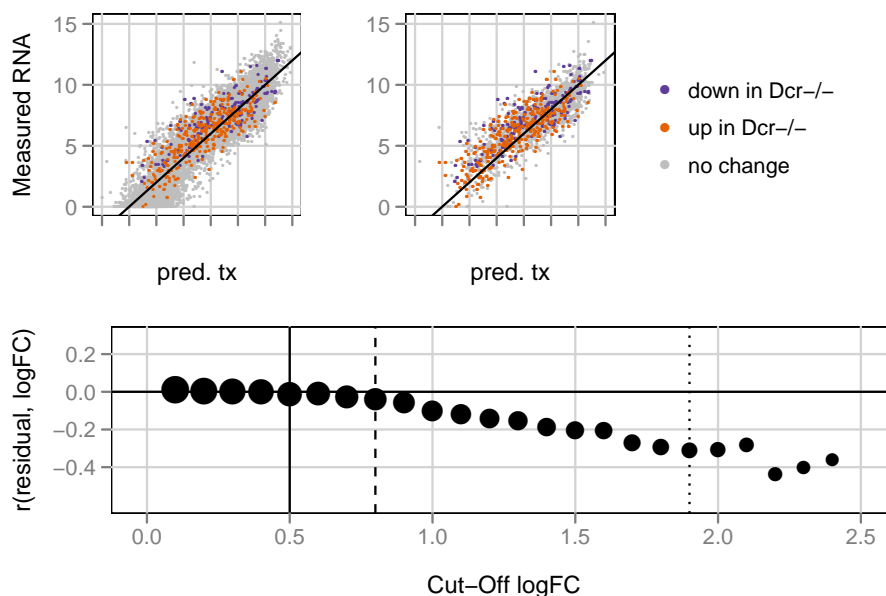 Measured RNA
15
10
5
0
pred. tx
15
10
5
0
pred. tx
down in Dcr−/−
up in Dcr−/−
no change
r(residual, logFC)
0.2
0.0
−0.2
−0.4
0.0 0.5 1.0 1.5 2.0 2.5
Cut−Off logFC